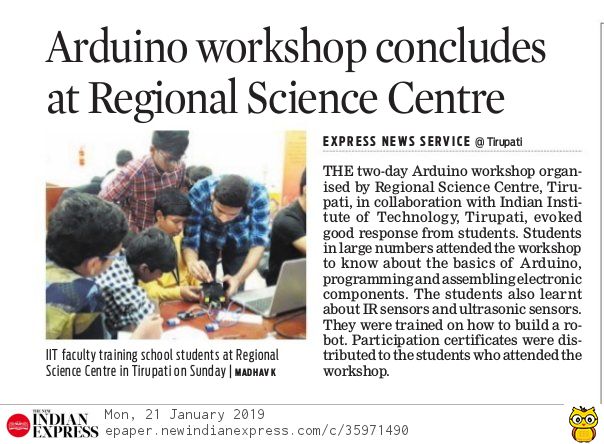 Arduino workshop concludes
at Regional Science Centre
EXPRESS NEWS SERVICE @ Tirupati
THE two-day Arduino workshop organ-
ised by Regional Science Centre, Tiru-
pati, in collaboration with Indian Insti-
tute of Technology, Tirupati, evoked
good response from students. Students
in large numbers attended the workshop
to know about the basics of Arduino,
programming and assembling electronic
components. The students also learnt
about IR sensors and ultrasonic sensors.
They were trained on how to build a ro-
bot. Participation certificates were dis-
tributed to the students who attended the
workshop.
IIT faculty training school students at Regional
Science Centre in Tirupati on Sunday | MADHAV K
THE NEW
INDIAN
EXPRESS
Mon, 21 January 2019
epaper.newindianexpress.com/c/35971490